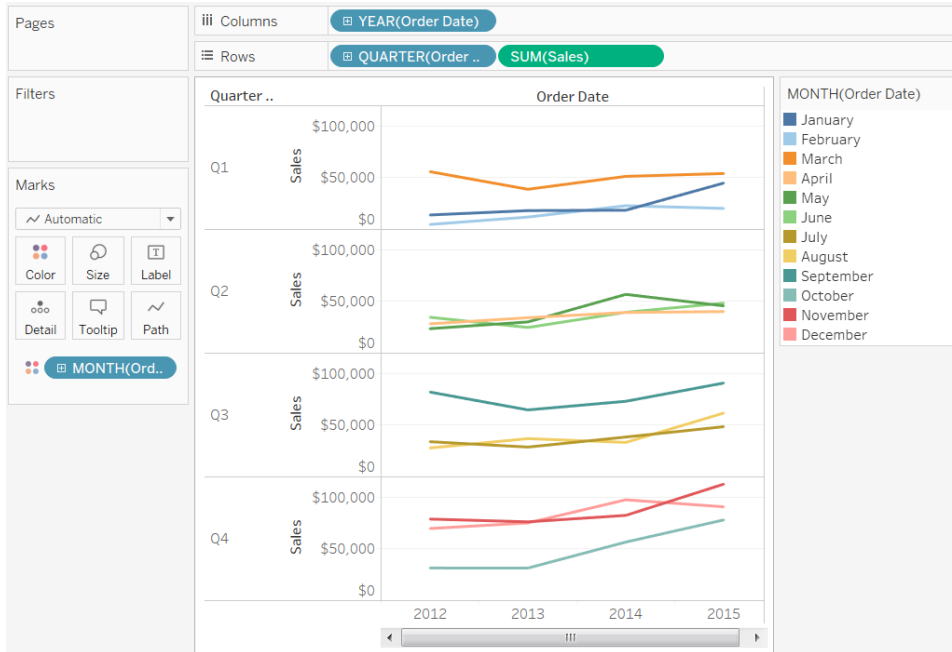 Pages
Columns
YEAR(Order Date)
Rows
QUARTER(Order ..
SUM(Sales)
Filters
Marks
Automatic
Color
Size
Label
Detail
Tooltip
Path
MONTH(Ord..
Quarter ..
Order Date
Q1
Sales
$100,000
$50,000
$0
Q2
Sales
$100,000
$50,000
$0
Q3
Sales
$100,000
$50,000
$0
Q4
Sales
$100,000
$50,000
$0
2012 2013 2014 2015
MONTH(Order Date)
January
February
March
April
May
June
July
August
September
October
November
December